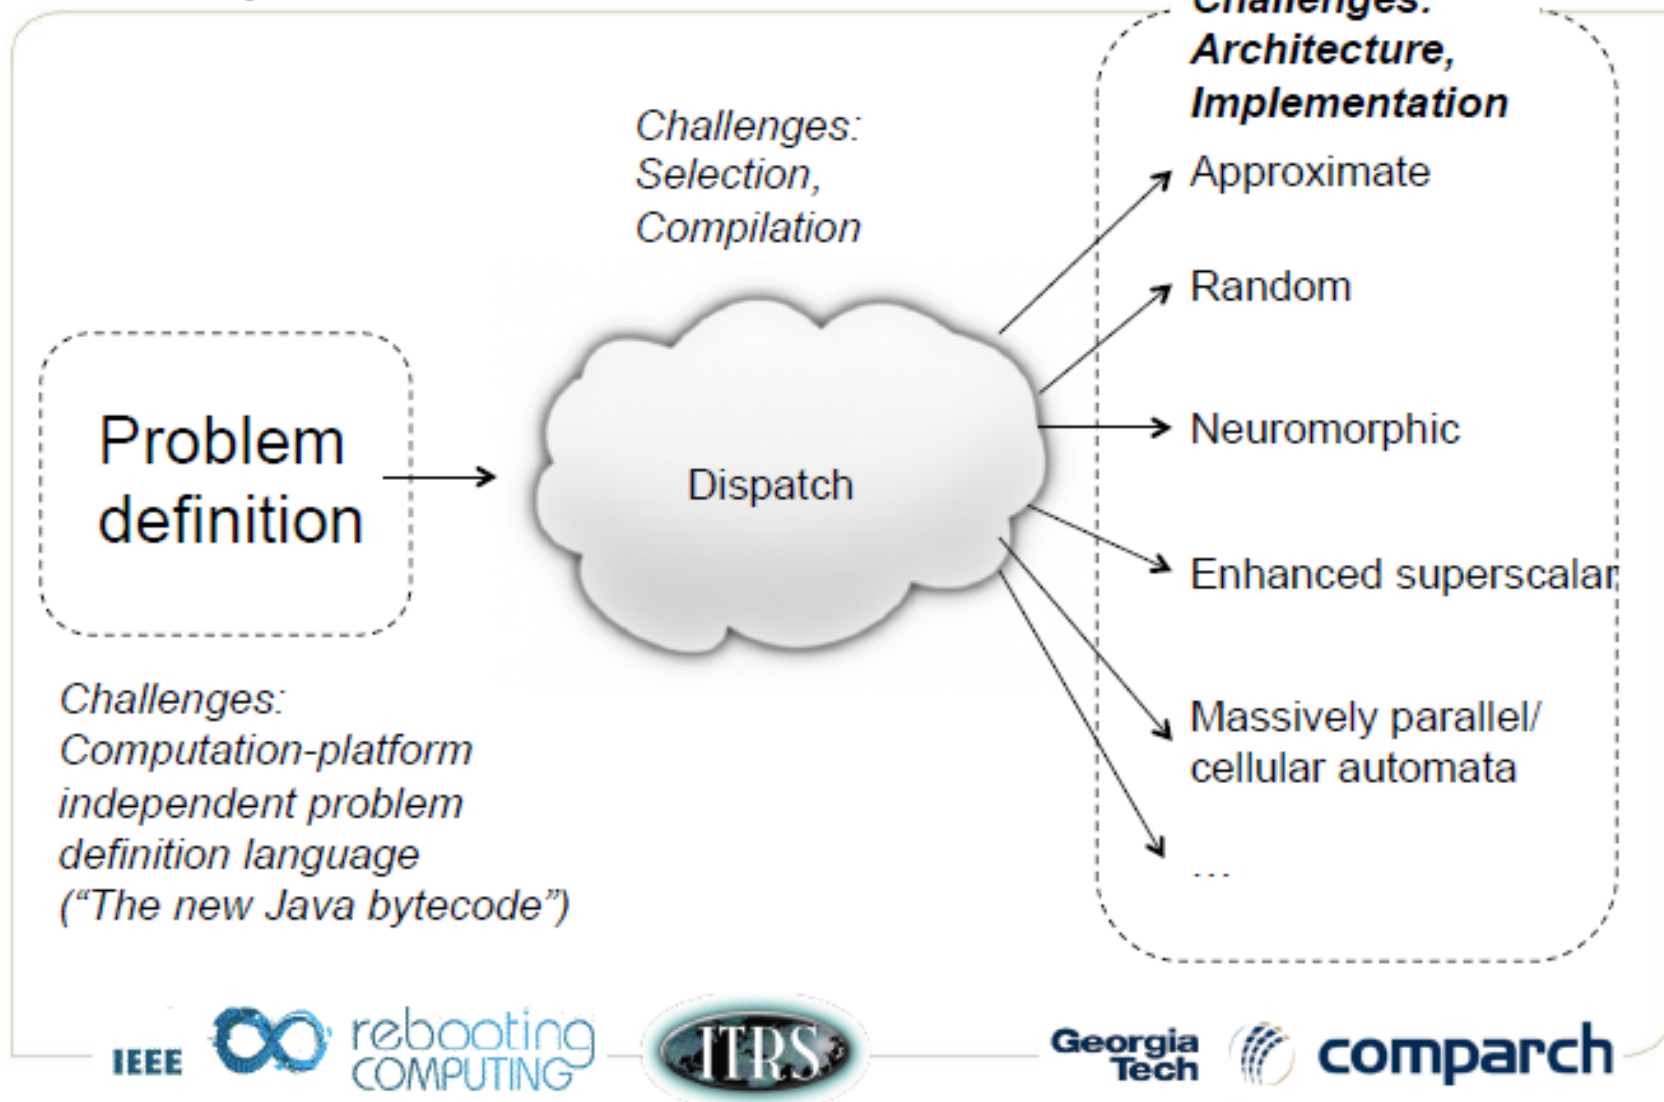 Challenges:
Architecture,
Implementation
Challenges:
Selection,
Compilation
Approximate
Random
Neuromorphic
Enhanced superscalar
Massively parallel/
cellular automata
...
Dispatch
Problem
definition
Challenges:
Computation-platform
independent problem
definition language
(“The new Java bytecode”)
IEEE
rebooting
COMPUTING
ITRS
Georgia
Tech
comparch